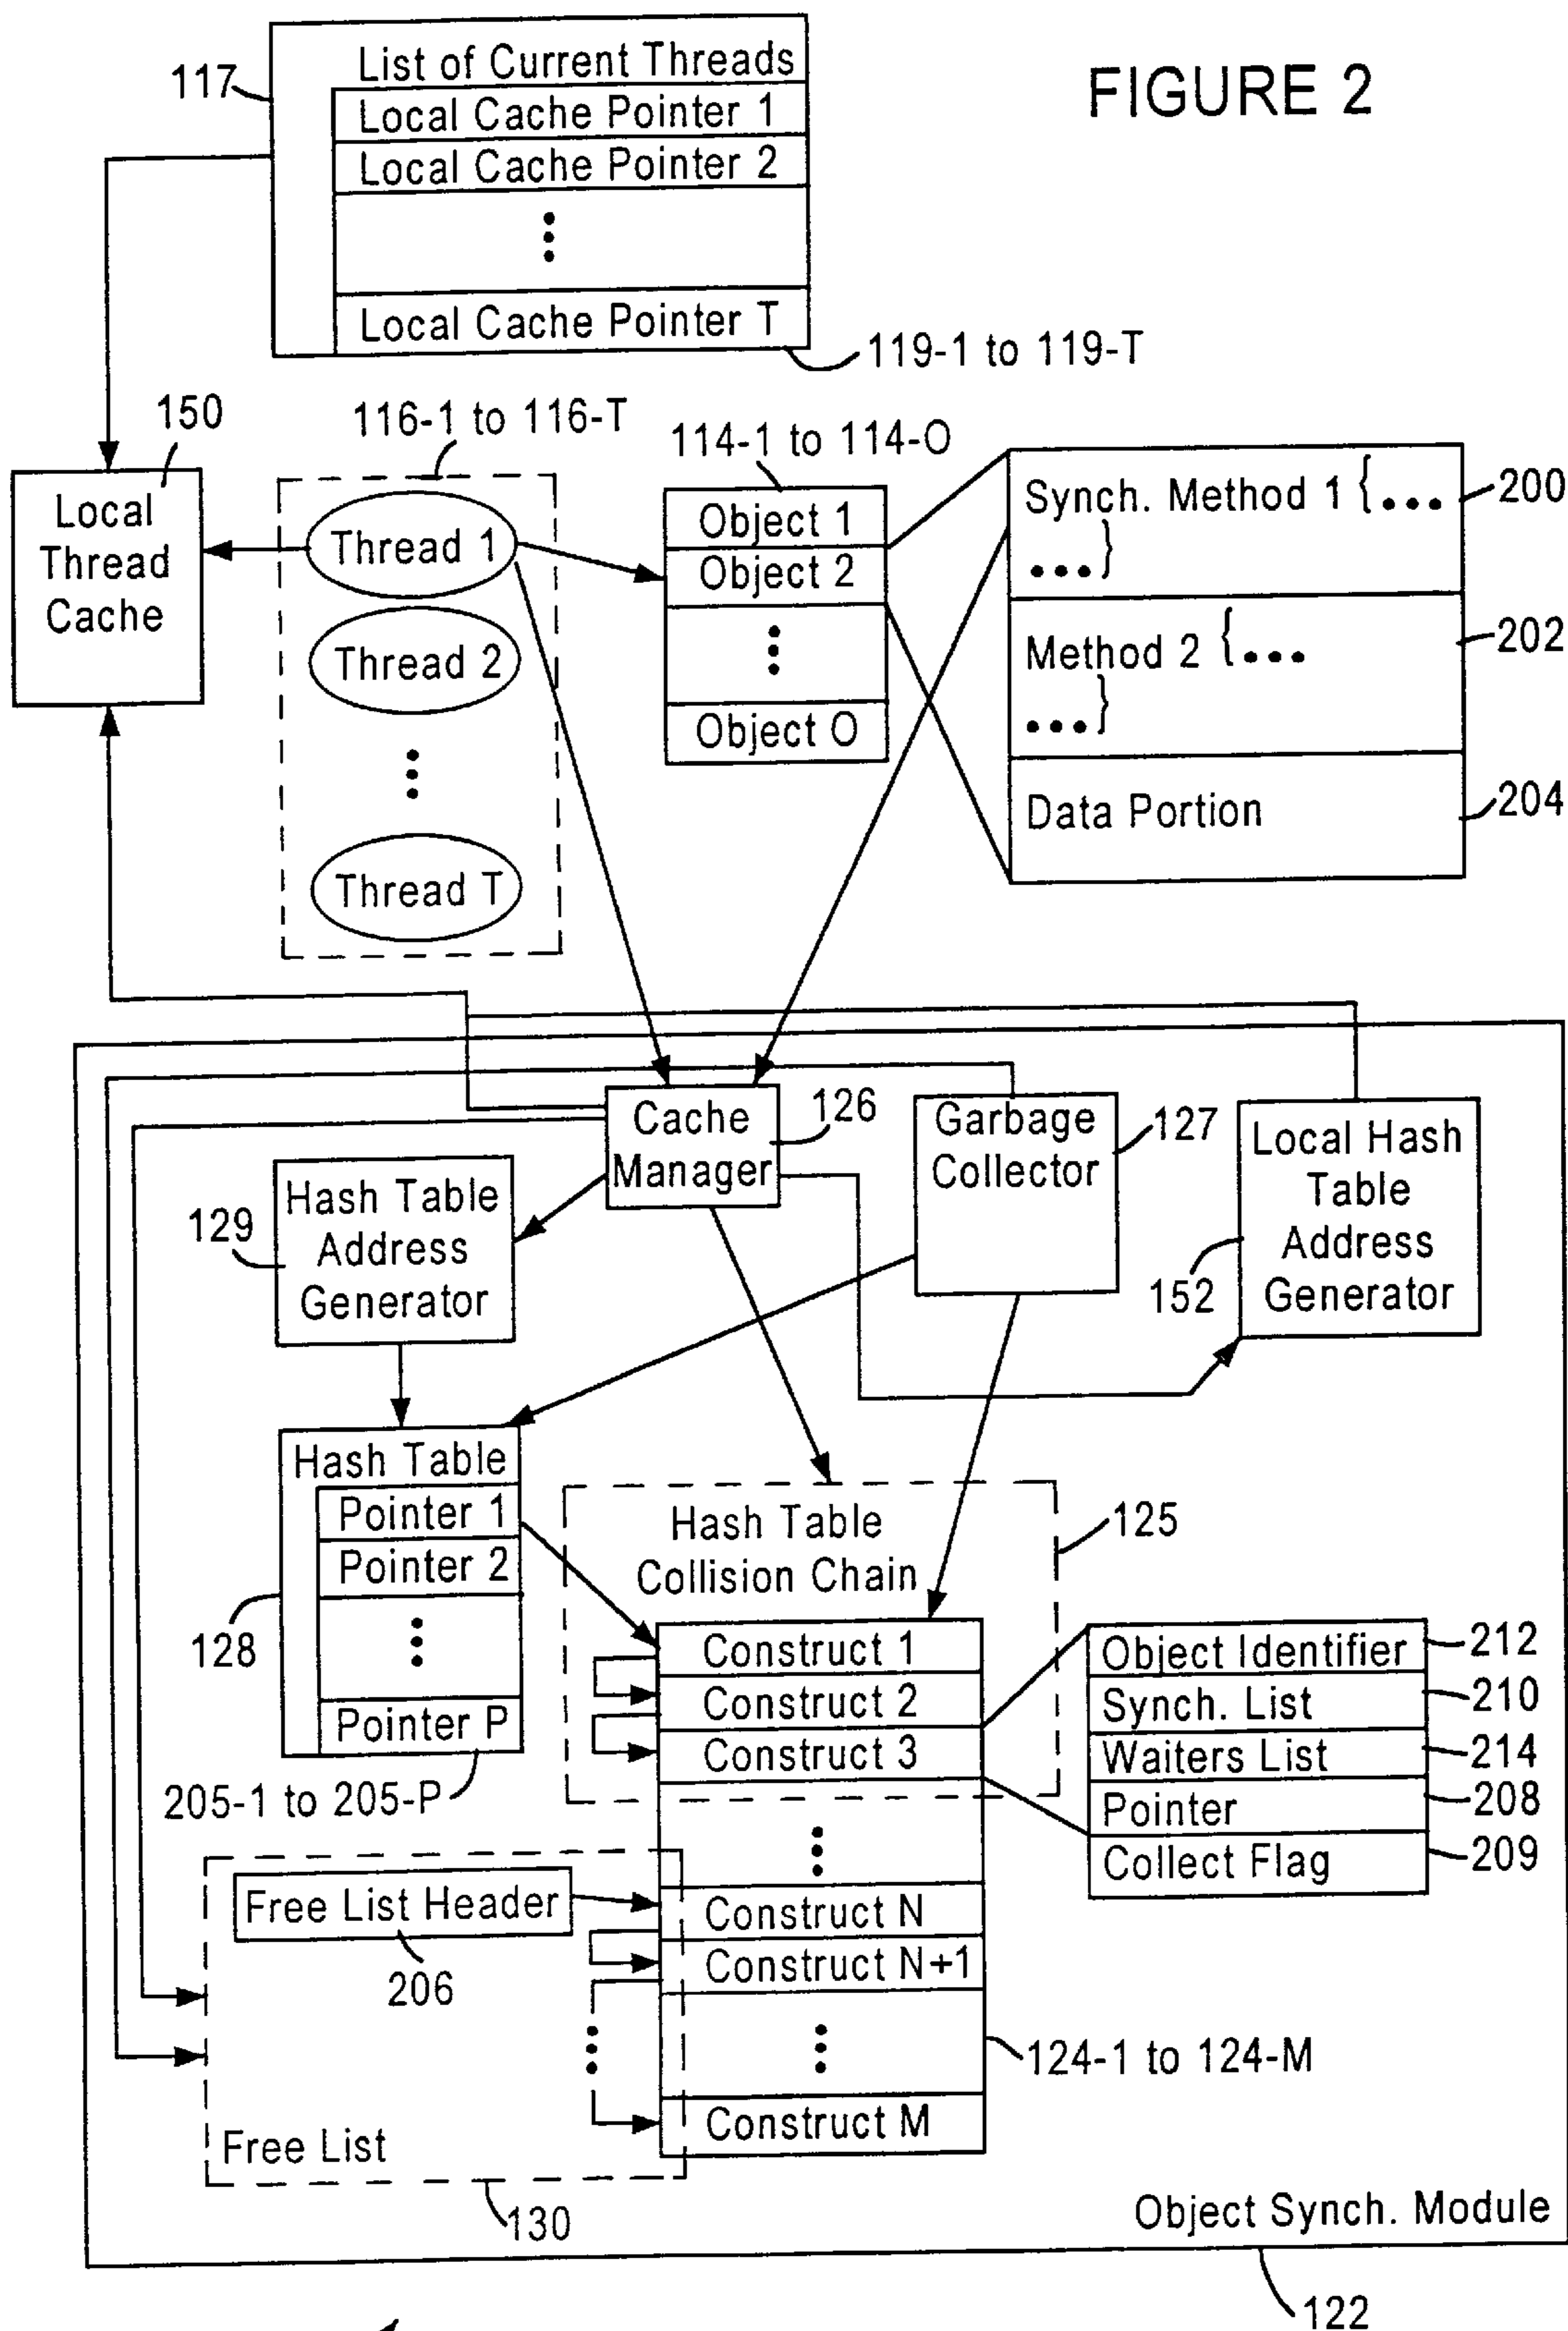 FIGURE 2
117
List of Current Threads
Local Cache Pointer 1
Local Cache Pointer 2
Local Cache Pointer T
119-1 to 119-T
150
116-1 to 116-T
114-1 to 114-O
Local
Thread
Cache
Thread 1
Thread 2
Thread T
Object 1
Object 2
Object O
Synch. Method 1 {...
...}
200
Method 2 {...
...}
202
Data Portion
204
Cache
Manager
126
Garbage
Collector
127
Local Hash
Table
Address
Generator
152
Hash Table
Address
Generator
129
Hash Table
Pointer 1
Pointer 2
Pointer P
128
205-1 to 205-P
Hash Table
Collision Chain
125
Construct 1
Construct 2
Construct 3
Construct N
Construct N+1
Construct M
124-1 to 124-M
Object Identifier
212
Synch. List
210
Waiters List
214
Pointer
208
Collect Flag
209
Free List Header
206
Free List
130
Object Synch. Module
122